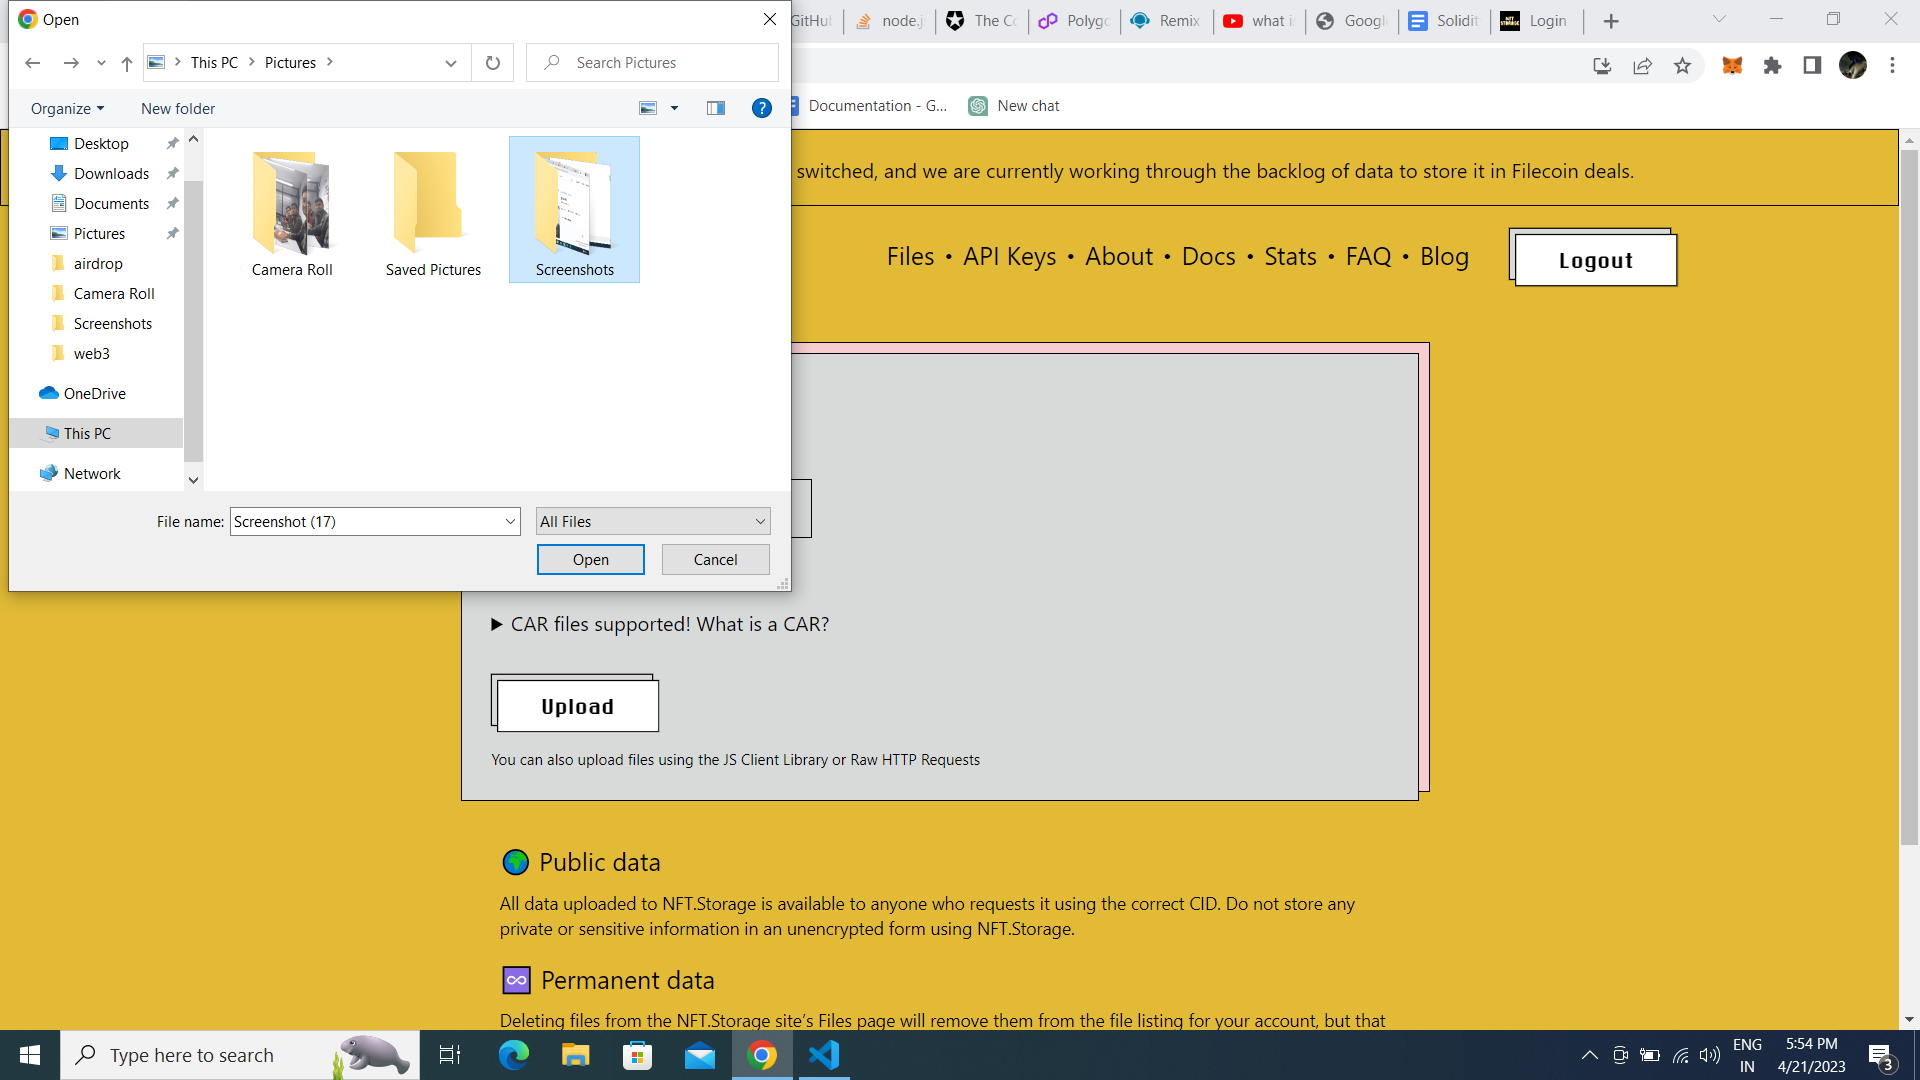 Open
GitHub
node.j
The Co
Polygo
Remix
what is
Google
Solidit
Login
This PC
Pictures
Search Pictures
Organize
New folder
Documentation - G...
New chat
Desktop
Downloads
Documents
Pictures
airdrop
Camera Roll
Screenshots
web3
OneDrive
This PC
Network
Camera Roll
Saved Pictures
Screenshots
File name:
Screenshot (17)
All Files
Open
Cancel
switched, and we are currently working through the backlog of data to store it in Filecoin deals.
Files • API Keys • About • Docs • Stats • FAQ • Blog
Logout
CAR files supported! What is a CAR?
Upload
You can also upload files using the JS Client Library or Raw HTTP Requests
Public data
All data uploaded to NFT.Storage is available to anyone who requests it using the correct CID. Do not store any
private or sensitive information in an unencrypted form using NFT.Storage.
Permanent data
Deleting files from the NFT.Storage site's Files page will remove them from the file listing for your account, but that
Type here to search
ENG
IN
5:54 PM
4/21/2023
3